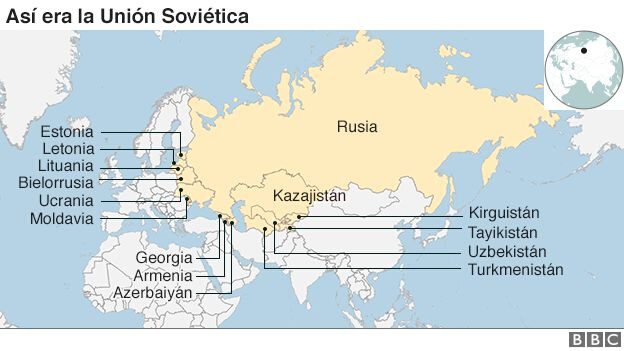 Así era la Unión Soviética
Rusia
Estonia
Letonia
Lituania
Bielorrusia
Ucrania
Moldavia
Kazajistán
Georgia
Armenia
Azerbaiyán
Kirguistán
Tayikistán
Uzbekistán
Turkmenistán
BBC